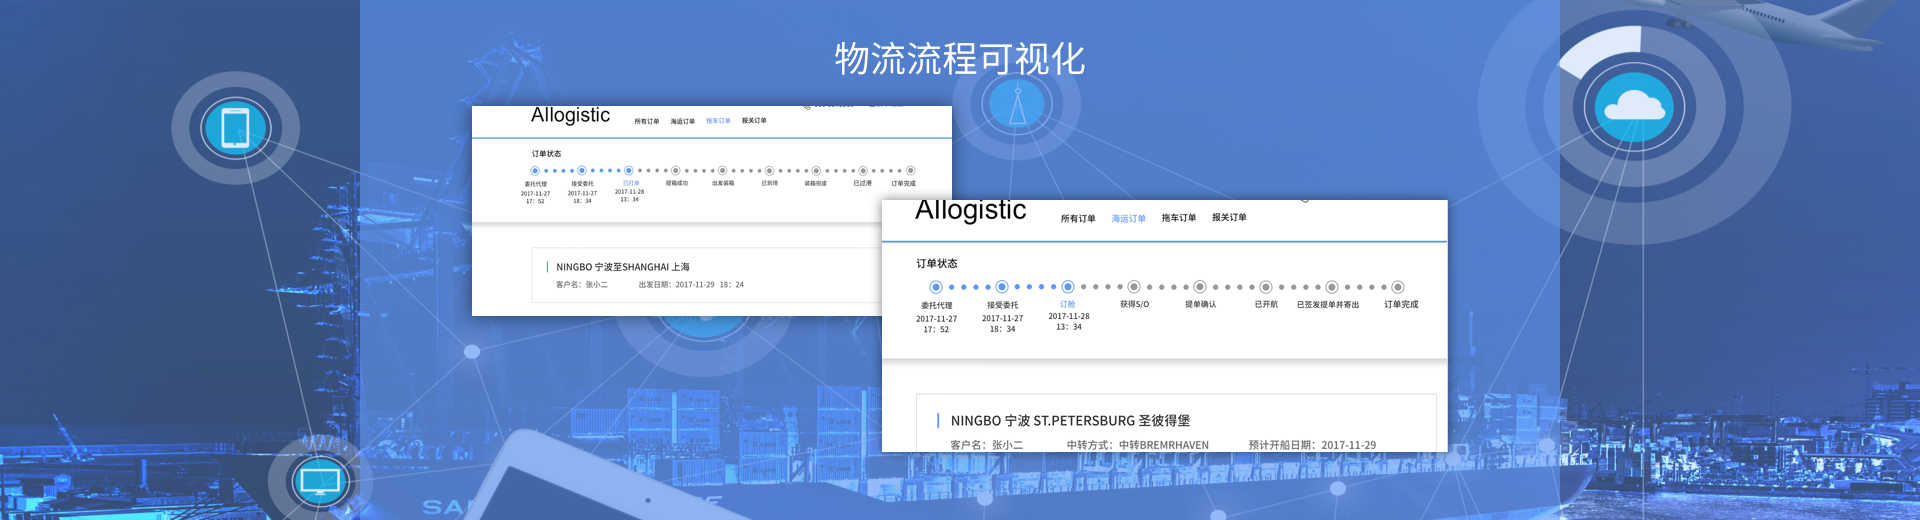 物流流程可视化
Allogistic
所有订单 海运订单 拖车订单 报关订单
订单状态
委托代理 接受委托 已打单 提箱成功 出发装箱 已到场 装箱完成 已过港 订单完成
2017-11-27 2017-11-27 2017-11-28
17：52 18：34 13：34
NINGBO 宁波至SHANGHAI 上海
客户名：张小二 出发日期：2017-11-29 18：24
Allogistic
所有订单 海运订单 拖车订单 报关订单
订单状态
委托代理 接受委托 订舱 获得S/O 提单确认 已开航 已签发提单并寄出 订单完成
2017-11-27 2017-11-27 2017-11-28
17：52 18：34 13：34
NINGBO 宁波 ST.PETERSBURG 圣彼得堡
客户名：张小二 中转方式：中转BREMRHAVEN 预计开船日期：2017-11-29